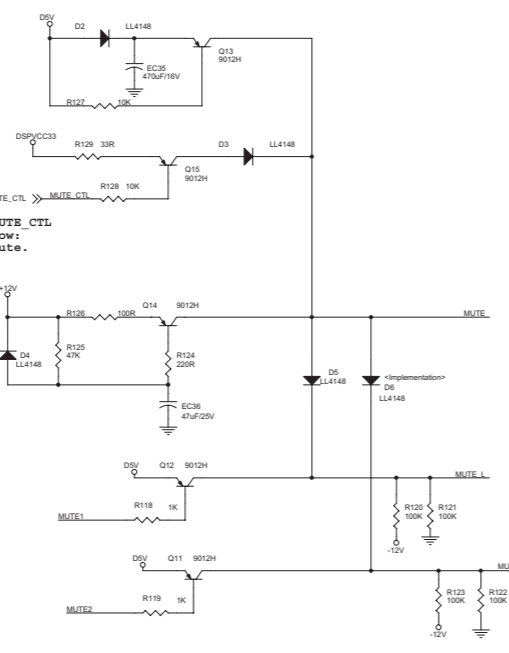 D5V
D2
LL4148
Q13
9012H
EC35
470uF/16V
R127
10K
DSPVCC33
R129 33R
D3
LL4148
Q15
9012H
R128 10K
TE_CTL
MUTE_CTL
MUTE_CTL
ow:
ute.
+12V
R126
100R
Q14
9012H
MUTE
R125
47K
D4
LL4148
R124
220R
EC36
47uF/25V
D5
LL4148
<Implementation>
D6
LL4148
D5V
Q12
9012H
MUTE_L
R118
1K
MUTE1
R120
100K
R121
100K
-12V
D5V
Q11
9012H
MU
R119
1K
MUTE2
R123
100K
R122
100K
-12V